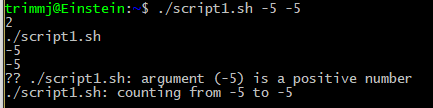 trimmj@Einstein:~$ ./script1.sh -5 -5
2
./script1.sh
-5
-5
?? ./script1.sh: argument (-5) is a positive number
./script1.sh: counting from -5 to -5